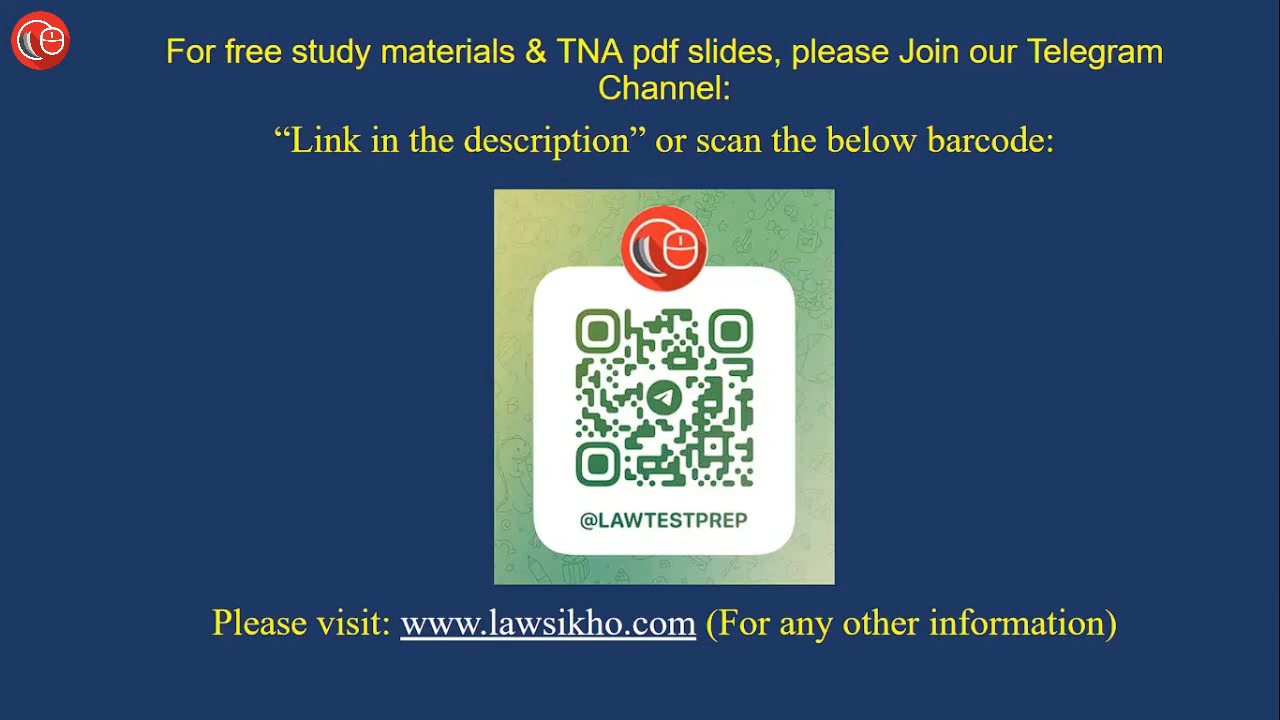 For free study materials & TNA pdf slides, please Join our Telegram
Channel:
“Link in the description” or scan the below barcode:
@LAWTESTPREP
Please visit: www.lawsikho.com (For any other information)